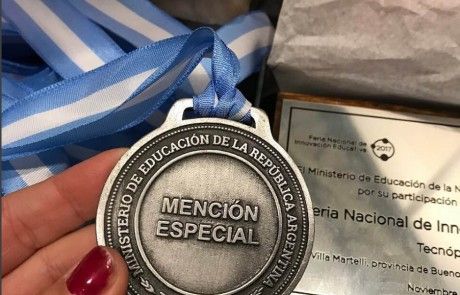 MINISTERIO DE EDUCACIÓN DE LA REPÚBLICA ARGENTINA
MENCIÓN
ESPECIAL
Feria Nacional de
Innovación Educativa
2017
El Ministerio de Educación de la N
por su participación
eria Nacional de Inno
Tecnóp
Villa Martelli, provincia de Bueno
Noviembre